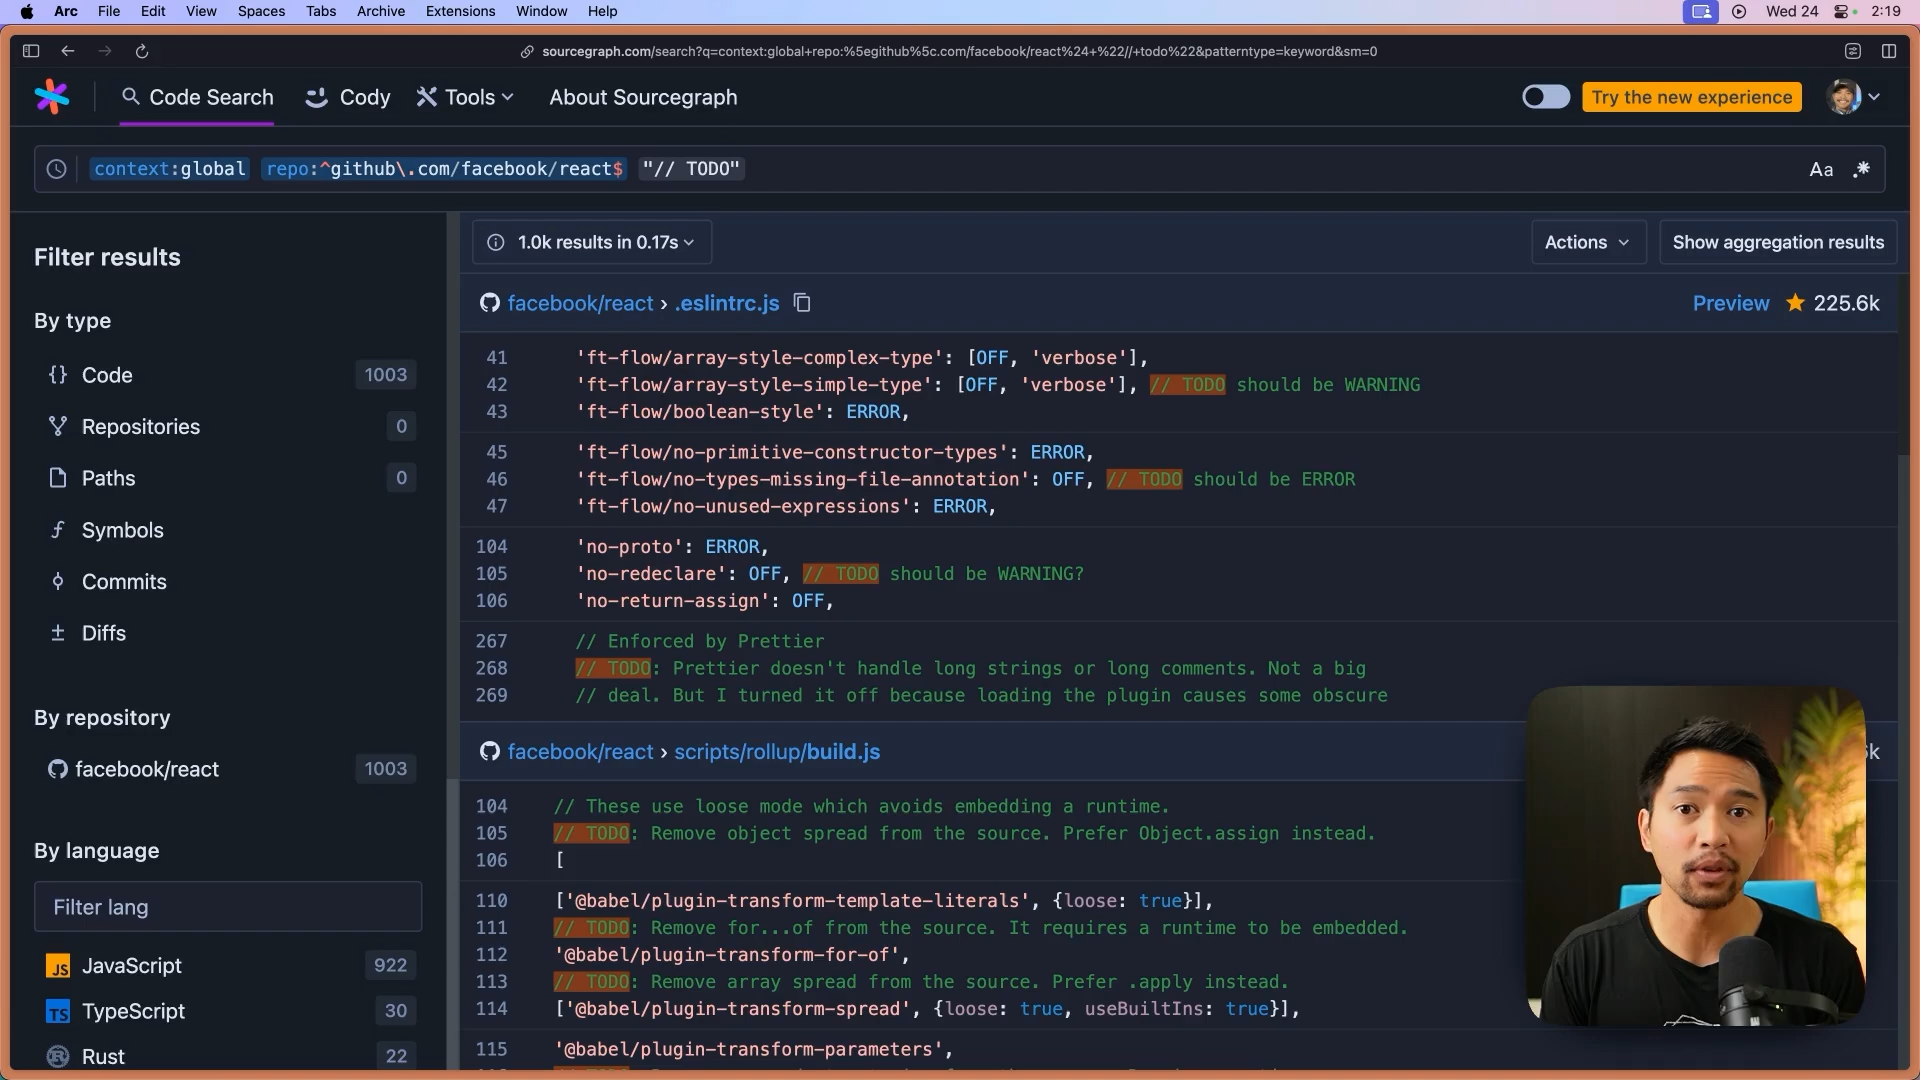 Arc File Edit View Spaces Tabs Archive Extensions Window Help Wed 24 2:19
sourcegraph.com/search?q=context:global+repo:%5egithub%5c.com/facebook/react%24+%22//+todo%22&patterntype=keyword&sm=0
Code Search Cody Tools About Sourcegraph Try the new experience
context:global repo:^github\.com/facebook/react$ "// TODO" Aa .*
Filter results
By type
Code 1003
Repositories 0
Paths 0
Symbols
Commits
Diffs
By repository
facebook/react 1003
By language
Filter lang
JS JavaScript 922
TS TypeScript 30
Rust 22
1.0k results in 0.17s Actions Show aggregation results
facebook/react › .eslintrc.js Preview 225.6k
41 'ft-flow/array-style-complex-type': [OFF, 'verbose'],
42 'ft-flow/array-style-simple-type': [OFF, 'verbose'], // TODO should be WARNING
43 'ft-flow/boolean-style': ERROR,
45 'ft-flow/no-primitive-constructor-types': ERROR,
46 'ft-flow/no-types-missing-file-annotation': OFF, // TODO should be ERROR
47 'ft-flow/no-unused-expressions': ERROR,
104 'no-proto': ERROR,
105 'no-redeclare': OFF, // TODO should be WARNING?
106 'no-return-assign': OFF,
267 // Enforced by Prettier
268 // TODO: Prettier doesn't handle long strings or long comments. Not a big
269 // deal. But I turned it off because loading the plugin causes some obscure
facebook/react › scripts/rollup/build.js k
104 // These use loose mode which avoids embedding a runtime.
105 // TODO: Remove object spread from the source. Prefer Object.assign instead.
106 [
110 ['@babel/plugin-transform-template-literals', {loose: true}],
111 // TODO: Remove for...of from the source. It requires a runtime to be embedded.
112 '@babel/plugin-transform-for-of',
113 // TODO: Remove array spread from the source. Prefer .apply instead.
114 ['@babel/plugin-transform-spread', {loose: true, useBuiltIns: true}],
115 '@babel/plugin-transform-parameters',